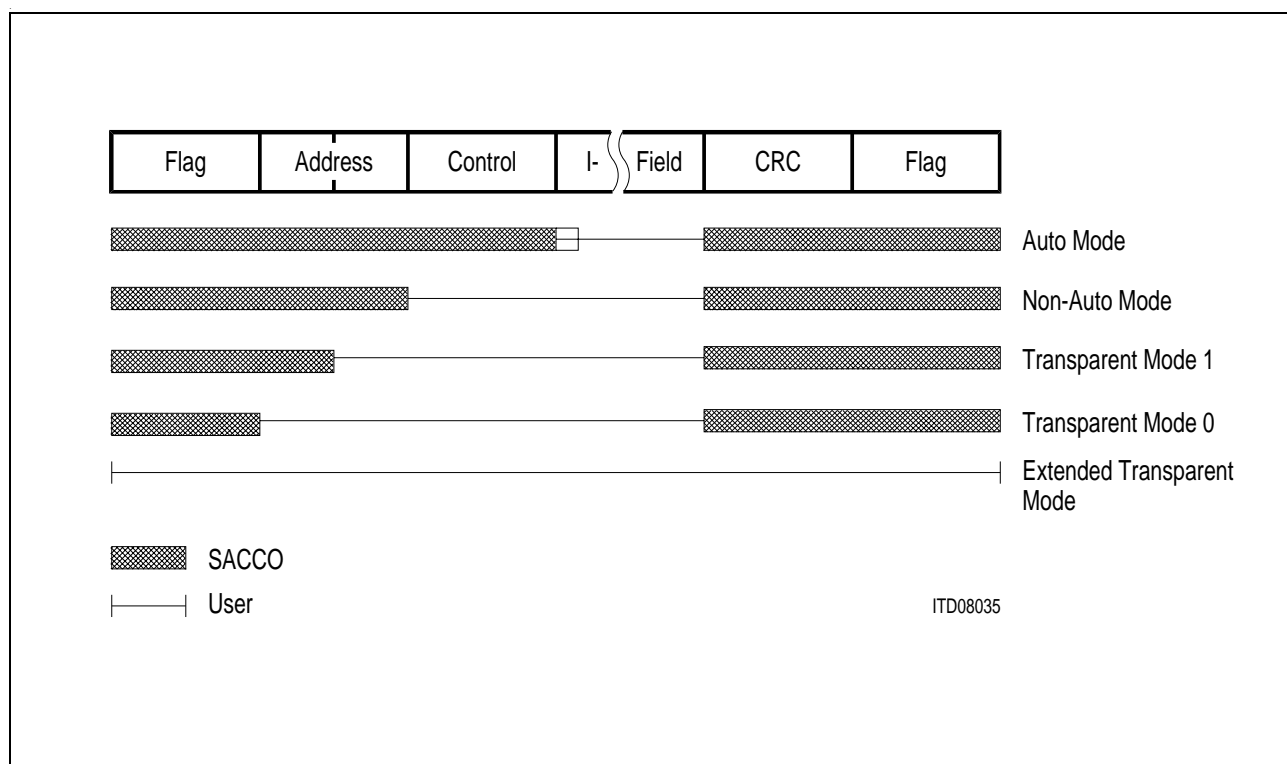 Flag Address Control I- Field CRC Flag
Auto Mode
Non-Auto Mode
Transparent Mode 1
Transparent Mode 0
Extended Transparent
Mode
SACCO
User
ITD08035